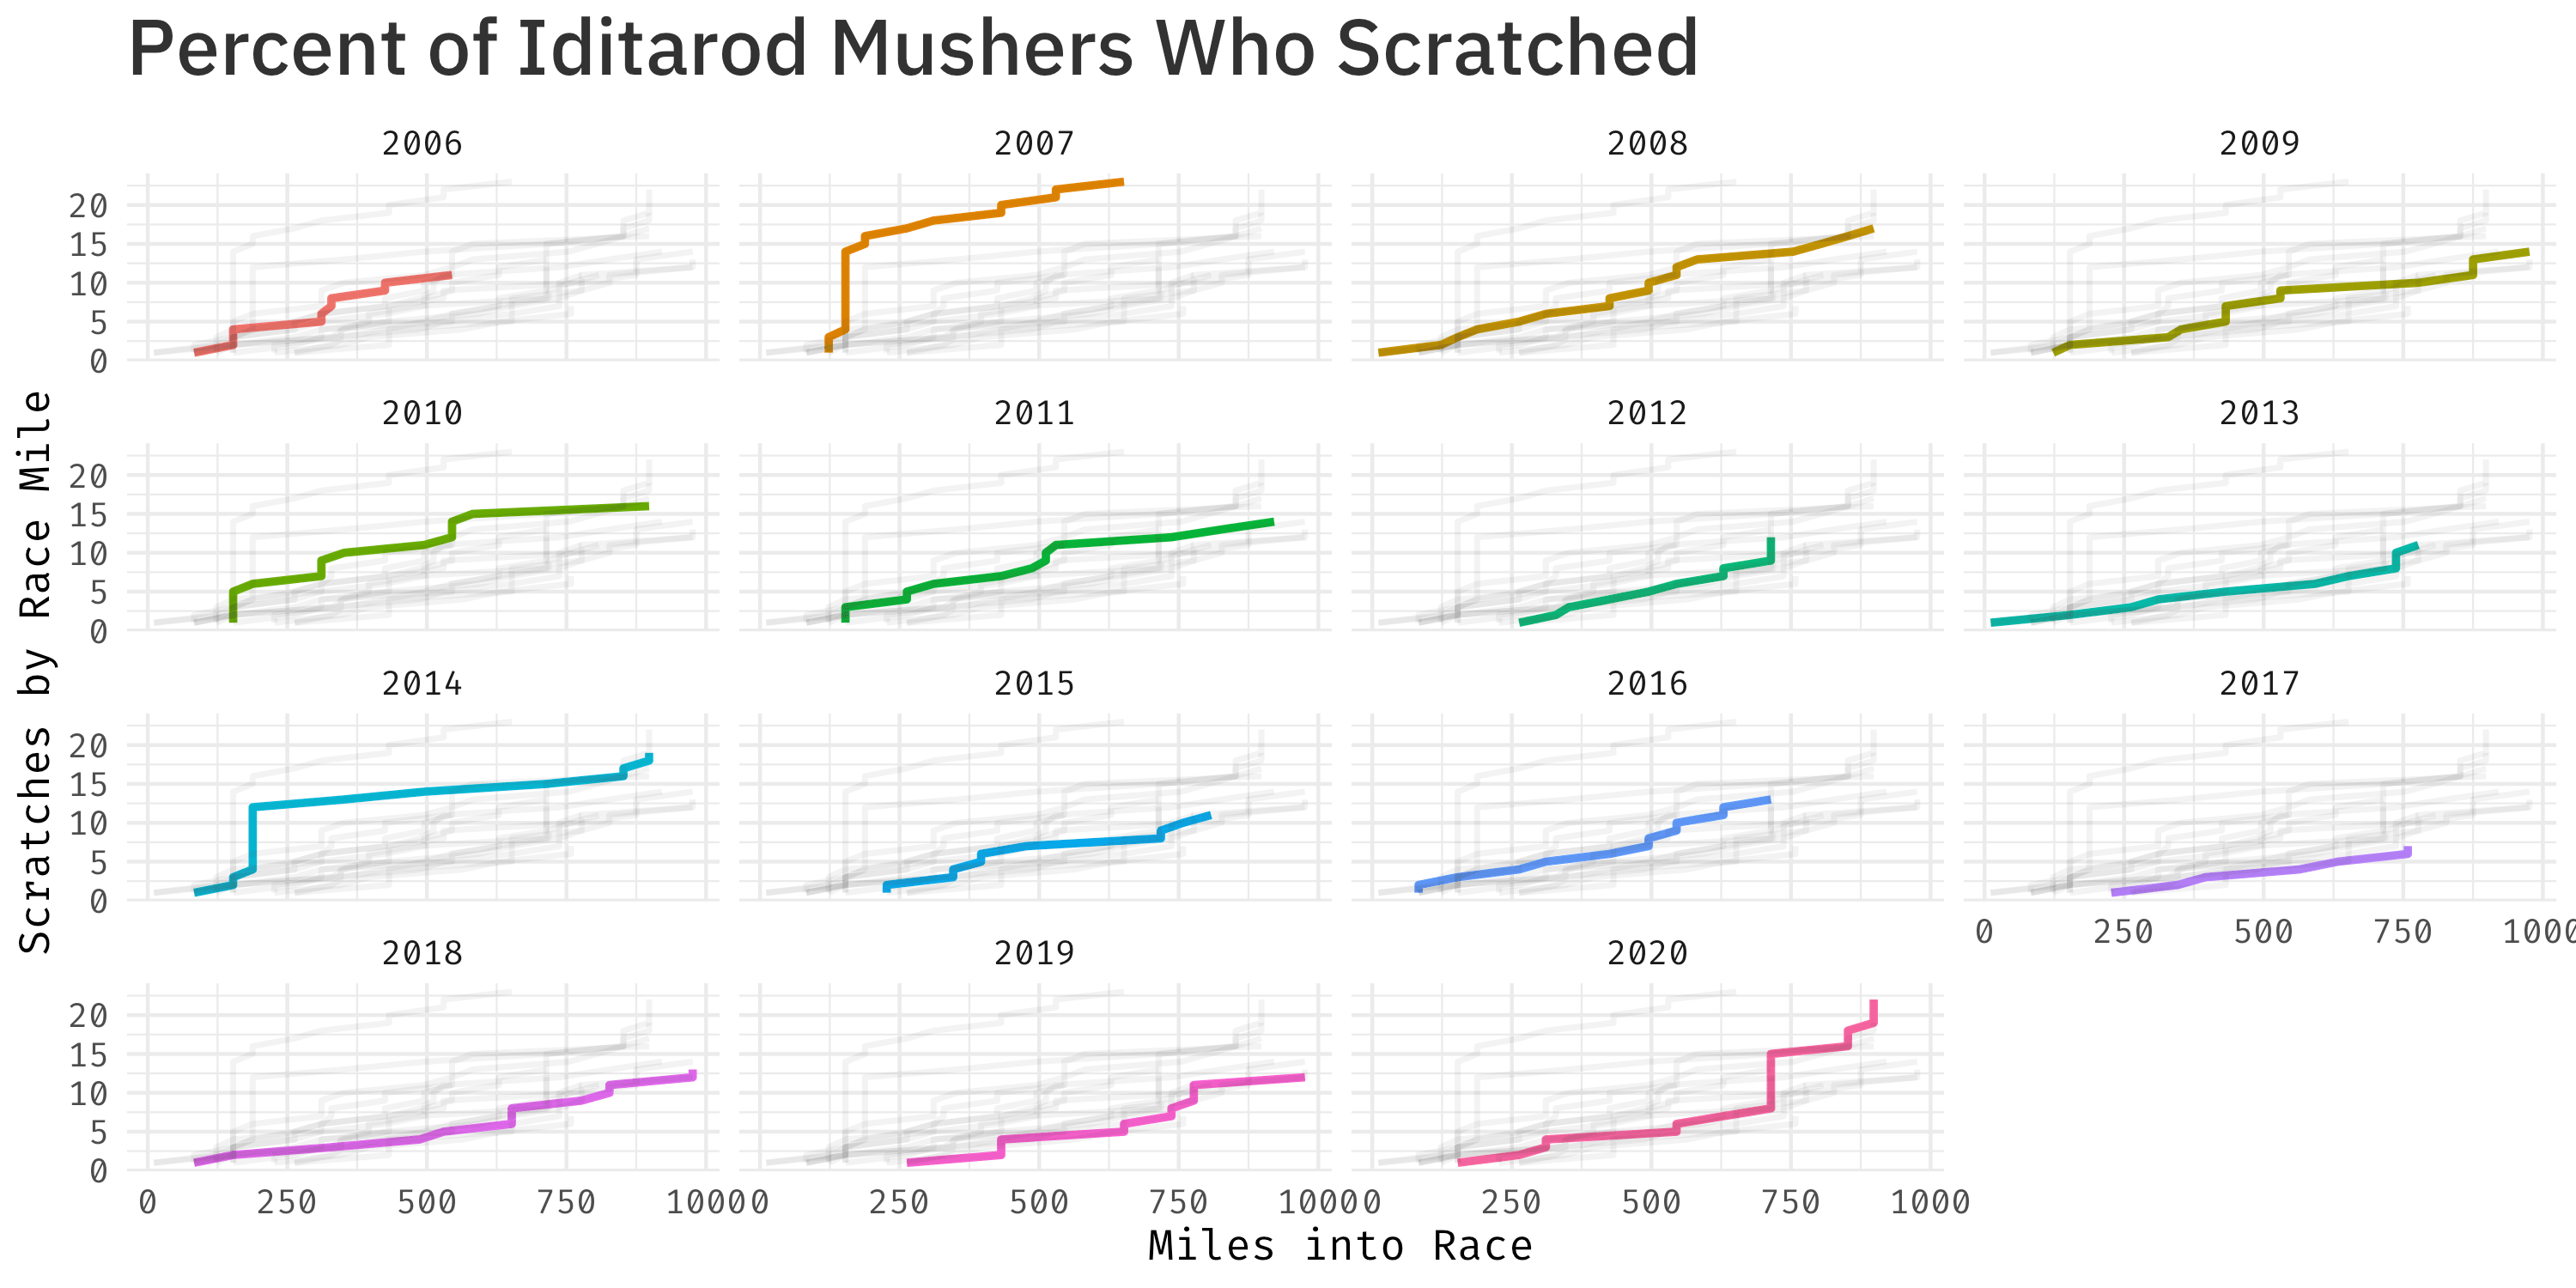 Percent of Iditarod Mushers Who Scratched
2006 2007 2008 2009
20
15
10
5
0
2010 2011 2012 2013
20
15
10
5
0
Scratches by Race Mile
2014 2015 2016 2017
20
15
10
5
0
0 250 500 750 1000
2018 2019 2020
20
15
10
5
0
0 250 500 750 1000 0 250 500 750 1000 0 250 500 750 1000
Miles into Race